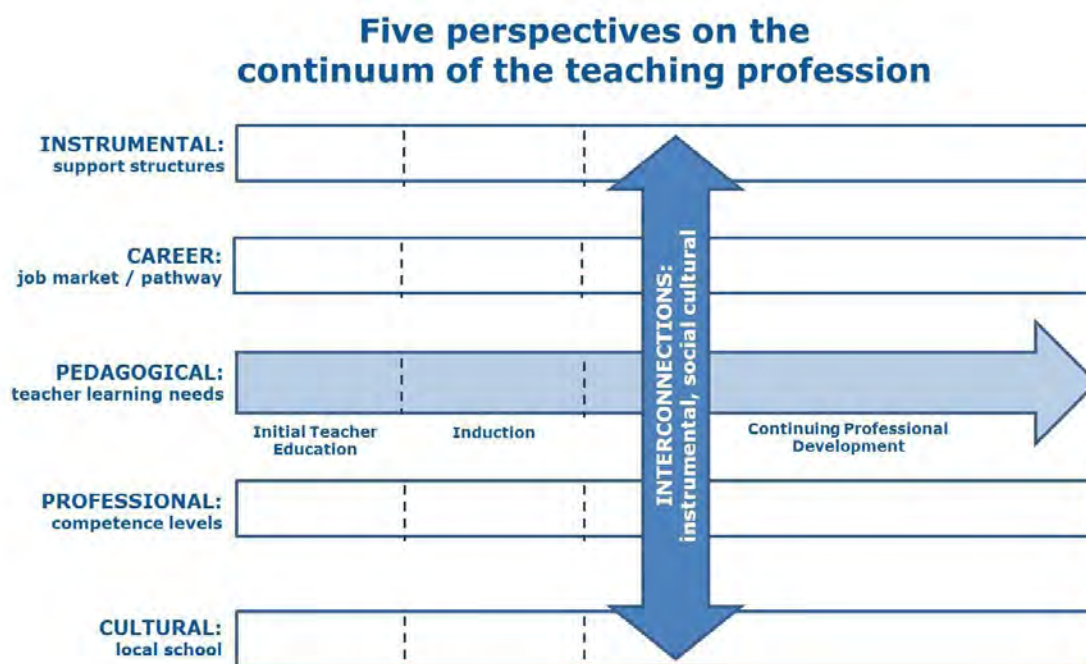 Five perspectives on the
continuum of the teaching profession
INSTRUMENTAL:
support structures
CAREER:
job market / pathway
PEDAGOGICAL:
teacher learning needs
Initial Teacher
Education
Induction
Continuing Professional
Development
PROFESSIONAL:
competence levels
CULTURAL:
local school
INTERCONNECTIONS:
instrumental, social cultural